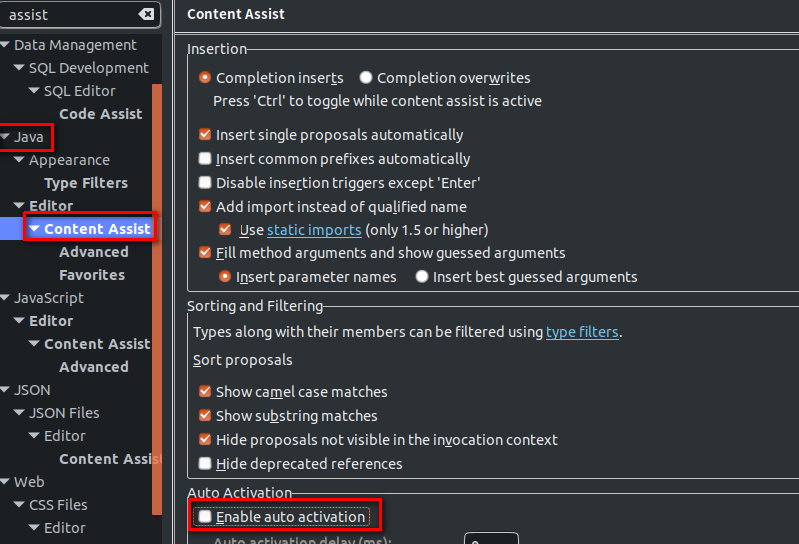 assist
Data Management
SQL Development
SQL Editor
Code Assist
Java
Appearance
Type Filters
Editor
Content Assist
Advanced
Favorites
JavaScript
Editor
Content Assist
Advanced
JSON
JSON Files
Editor
Content Assis
Web
CSS Files
Editor
Content Assist
Insertion
Completion inserts
Completion overwrites
Press 'Ctrl' to toggle while content assist is active
Insert single proposals automatically
Insert common prefixes automatically
Disable insertion triggers except 'Enter'
Add import instead of qualified name
Use static imports (only 1.5 or higher)
Fill method arguments and show guessed arguments
Insert parameter names
Insert best guessed arguments
Sorting and Filtering
Types along with their members can be filtered using type filters.
Sort proposals
Show camel case matches
Show substring matches
Hide proposals not visible in the invocation context
Hide deprecated references
Auto Activation
Enable auto activation
Auto activation delay (ms):